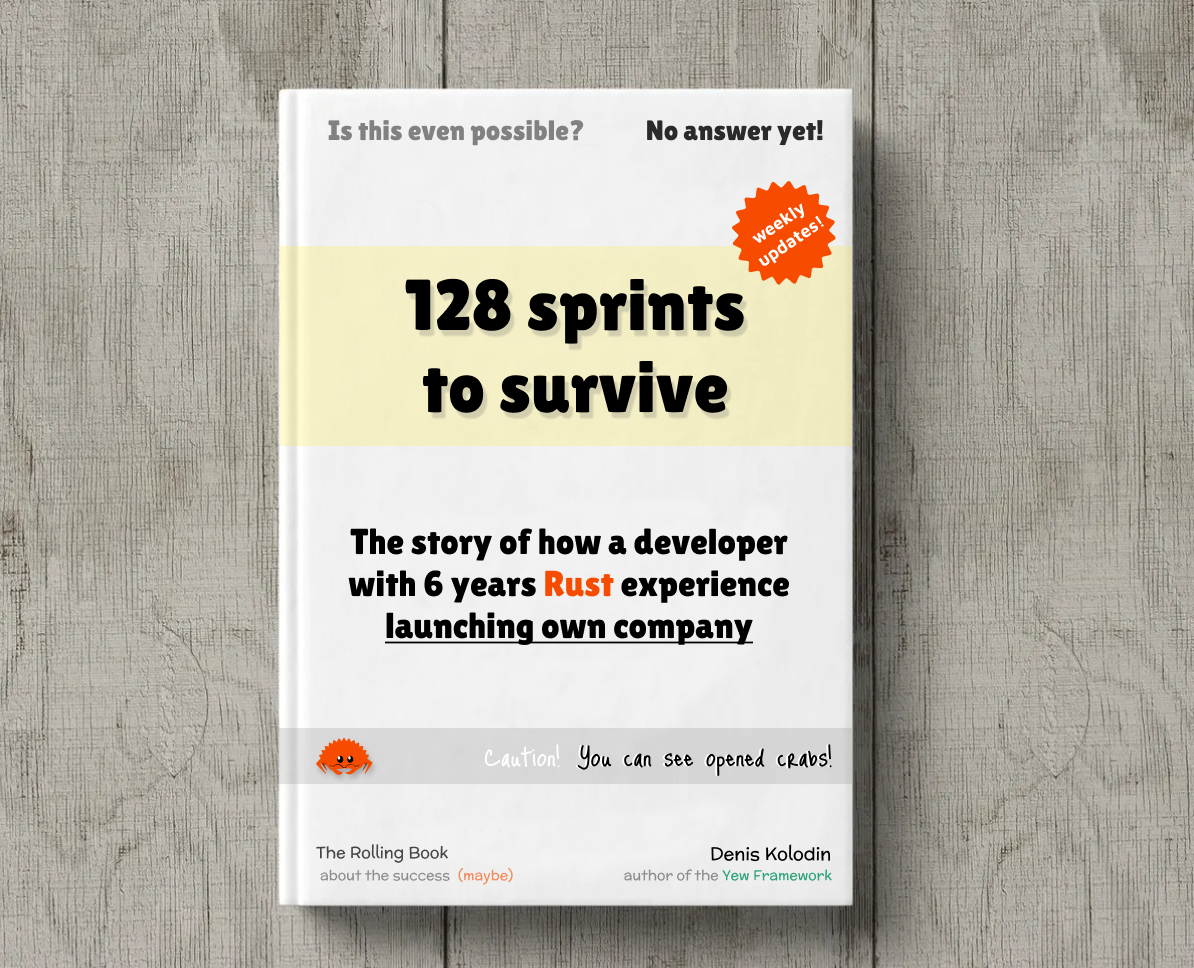 Is this even possible? No answer yet!
weekly
updates!
128 sprints
to survive
The story of how a developer
with 6 years Rust experience
launching own company
Caution! You can see opened crabs!
The Rolling Book
about the success (maybe)
Denis Kolodin
author of the Yew Framework